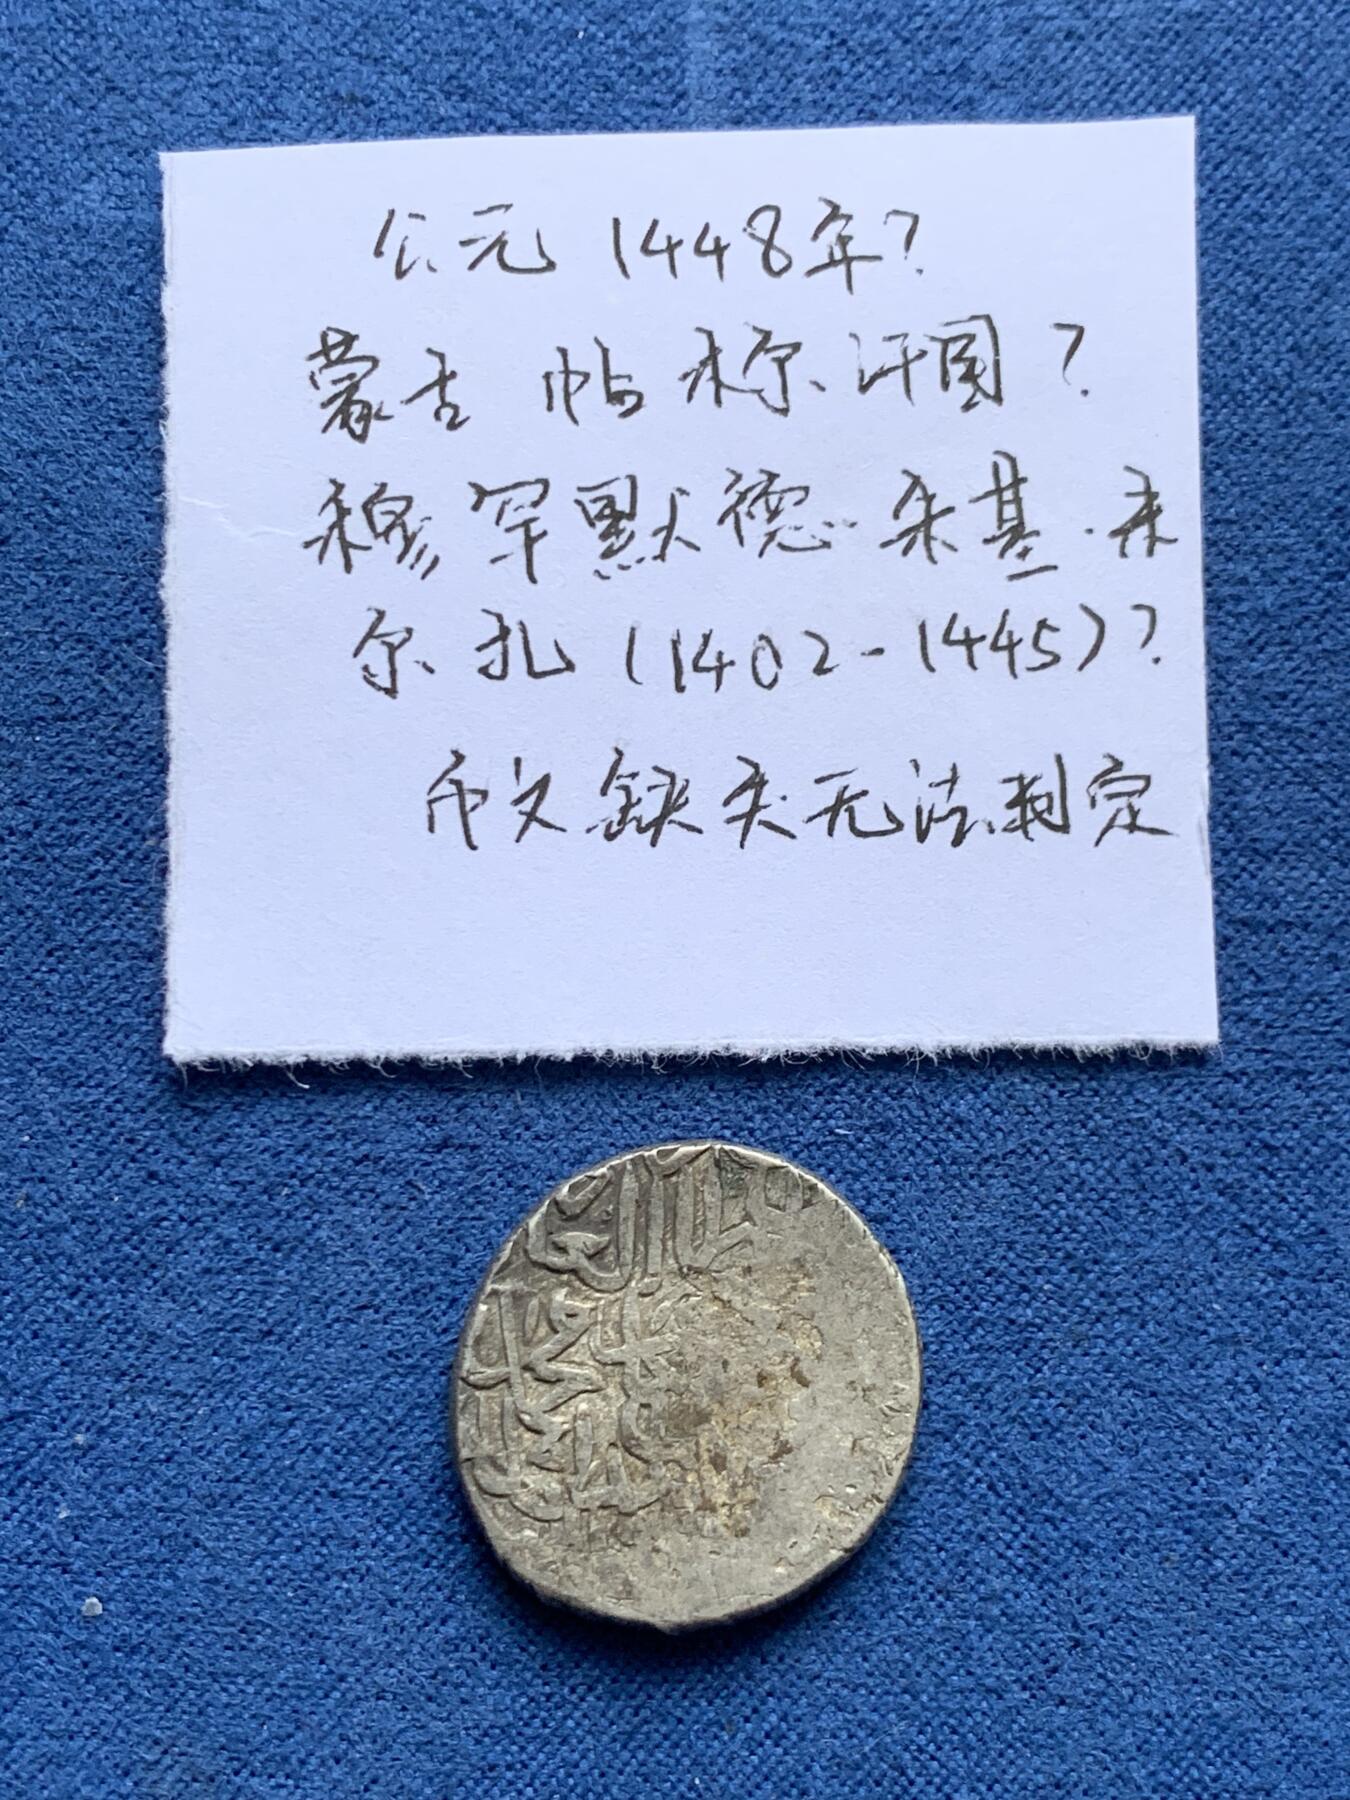 公元 1448年?
蒙古 帖木尔汗国?
穆罕默德·朱基·米
尔扎 (1402-1445)?
币文缺失无法判定
محمد